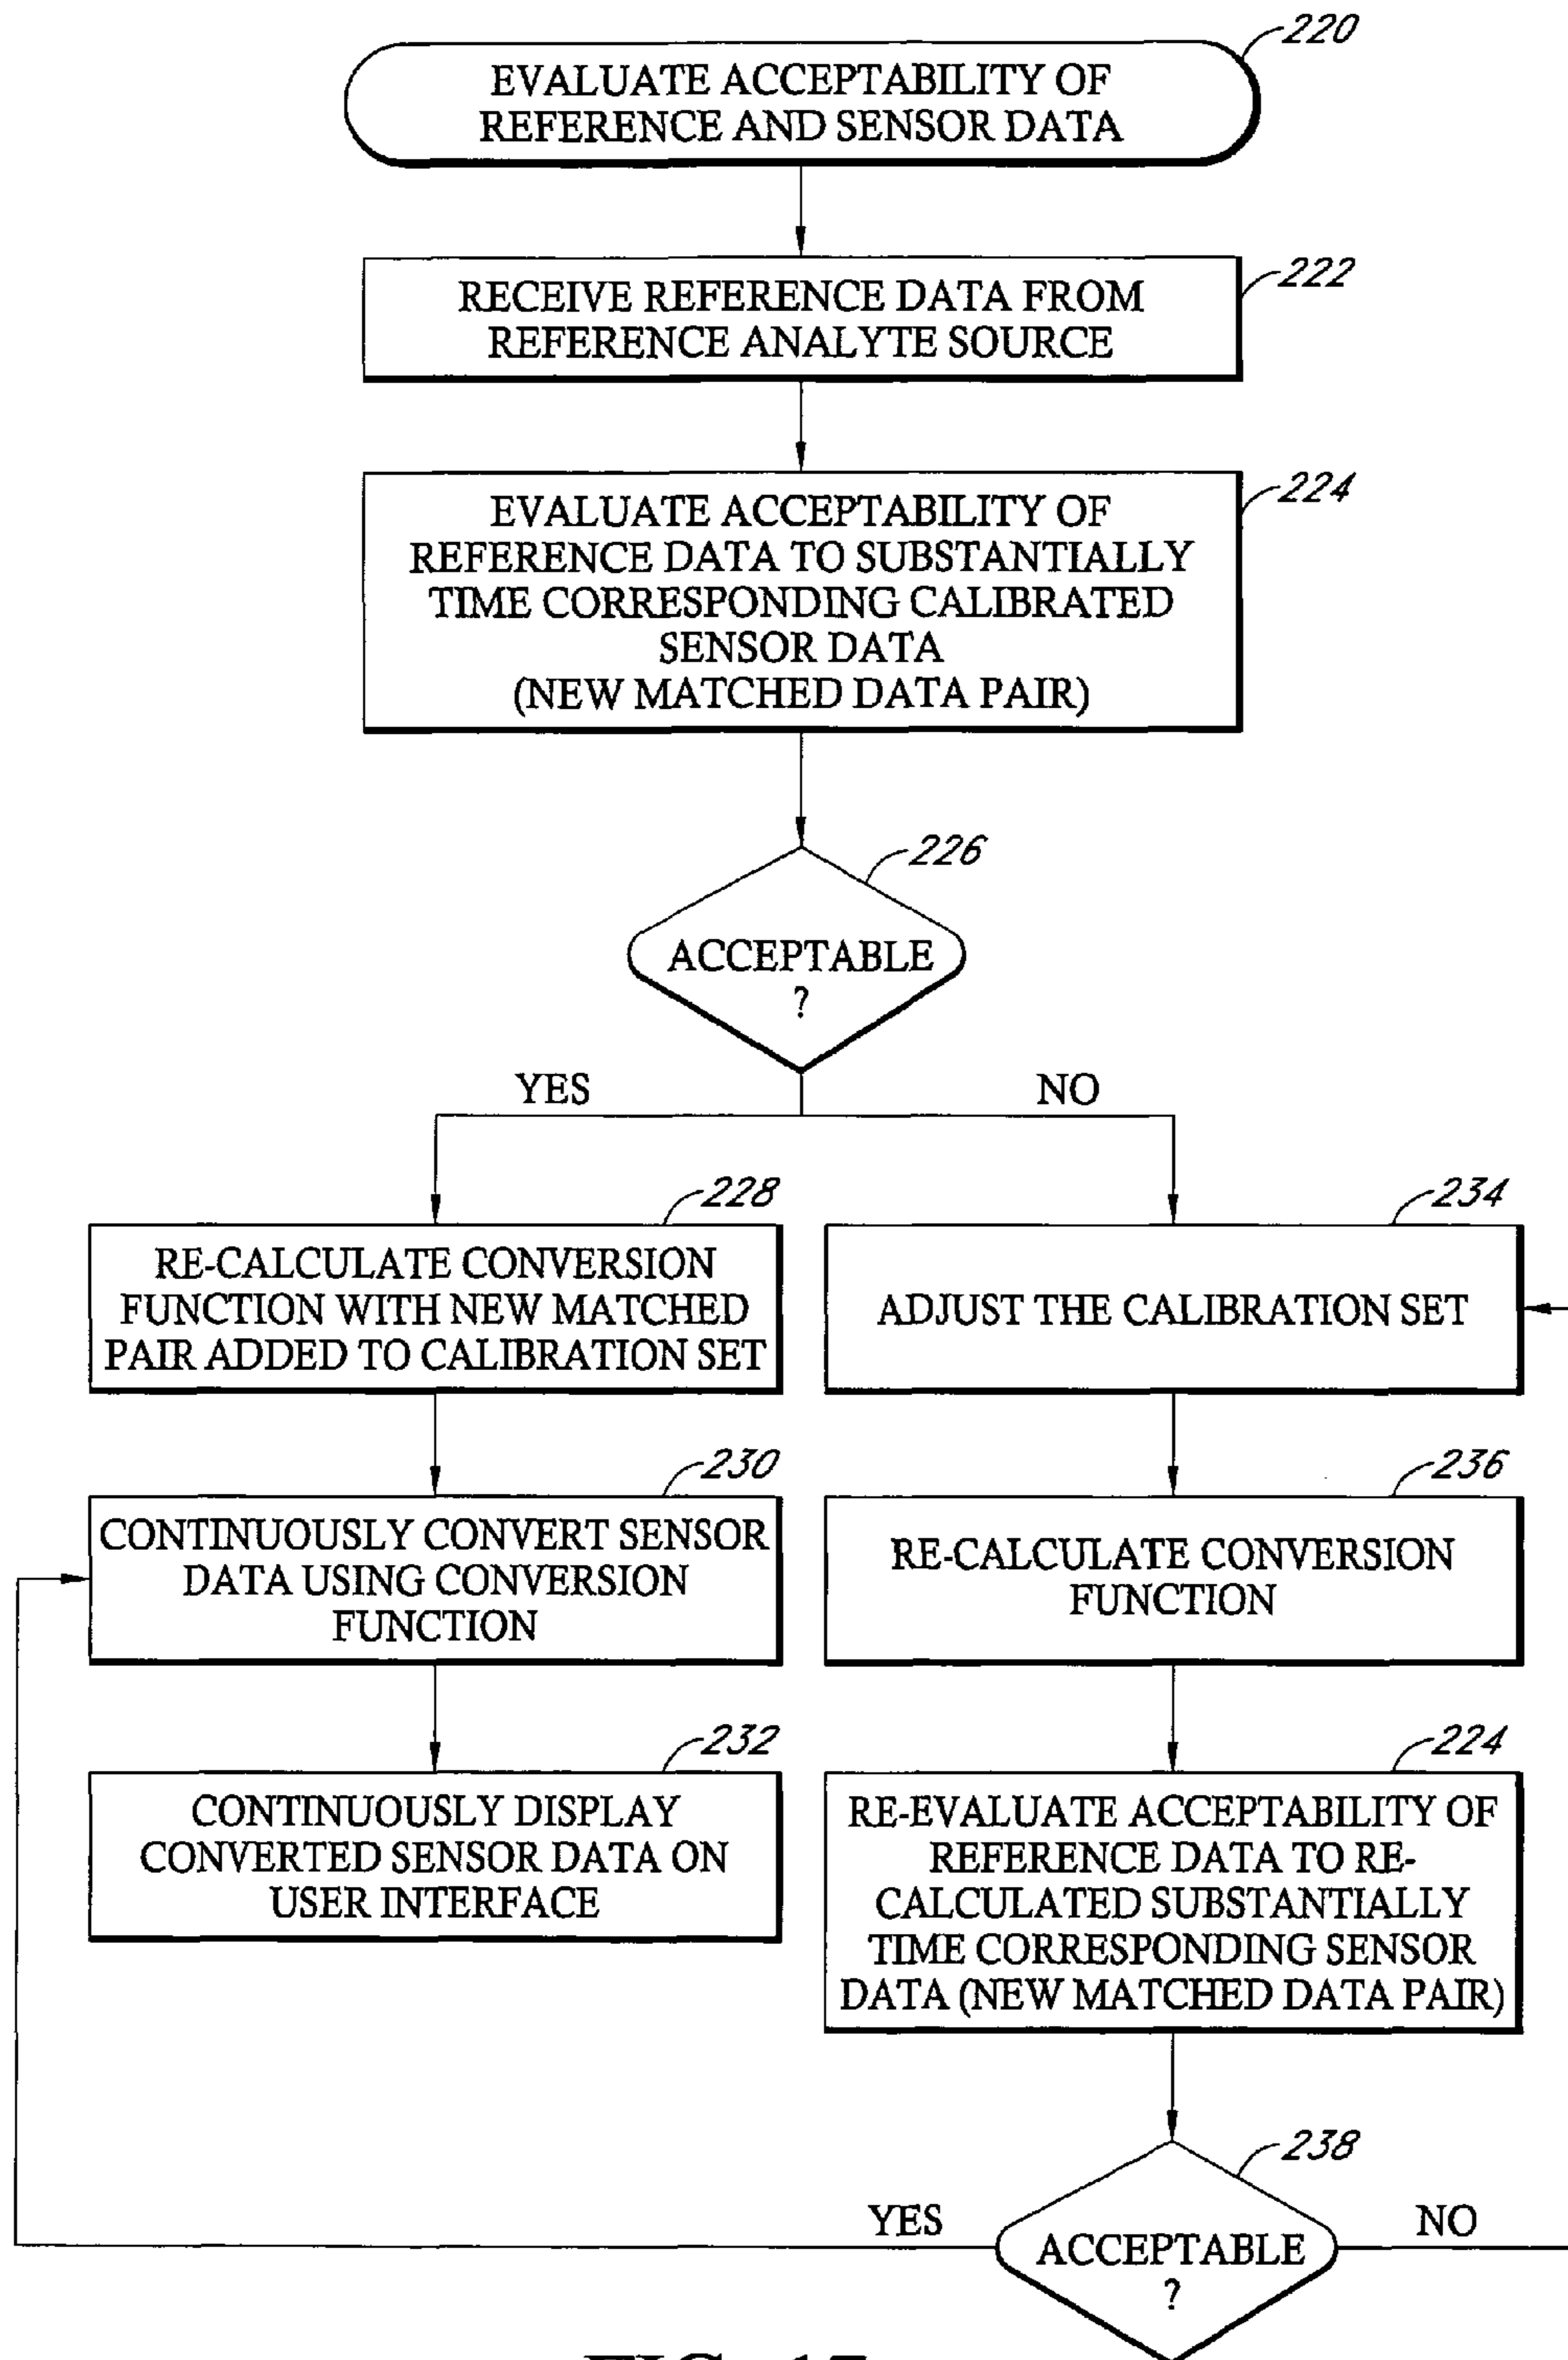 220
EVALUATE ACCEPTABILITY OF
REFERENCE AND SENSOR DATA
222
RECEIVE REFERENCE DATA FROM
REFERENCE ANALYTE SOURCE
224
EVALUATE ACCEPTABILITY OF
REFERENCE DATA TO SUBSTANTIALLY
TIME CORRESPONDING CALIBRATED
SENSOR DATA
(NEW MATCHED DATA PAIR)
226
ACCEPTABLE
?
YES
NO
228
RE-CALCULATE CONVERSION
FUNCTION WITH NEW MATCHED
PAIR ADDED TO CALIBRATION SET
234
ADJUST THE CALIBRATION SET
230
CONTINUOUSLY CONVERT SENSOR
DATA USING CONVERSION
FUNCTION
236
RE-CALCULATE CONVERSION
FUNCTION
232
CONTINUOUSLY DISPLAY
CONVERTED SENSOR DATA ON
USER INTERFACE
224
RE-EVALUATE ACCEPTABILITY OF
REFERENCE DATA TO RE-
CALCULATED SUBSTANTIALLY
TIME CORRESPONDING SENSOR
DATA (NEW MATCHED DATA PAIR)
238
YES
ACCEPTABLE
?
NO